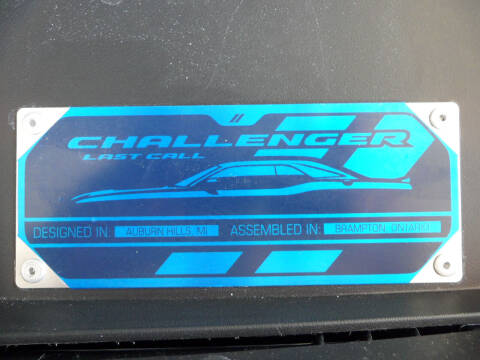 CHALLENGER
LAST CALL
DESIGNED IN: AUBURN HILLS, MI ASSEMBLED IN: BRAMPTON, ONTARIO